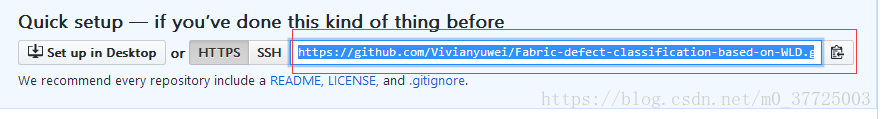 Quick setup — if you've done this kind of thing before
Set up in Desktop or HTTPS SSH https://github.com/Vivianyuwei/Fabric-defect-classification-based-on-WLD.g
We recommend every repository include a README, LICENSE, and .gitignore.
https://blog.csdn.net/m0_37725003